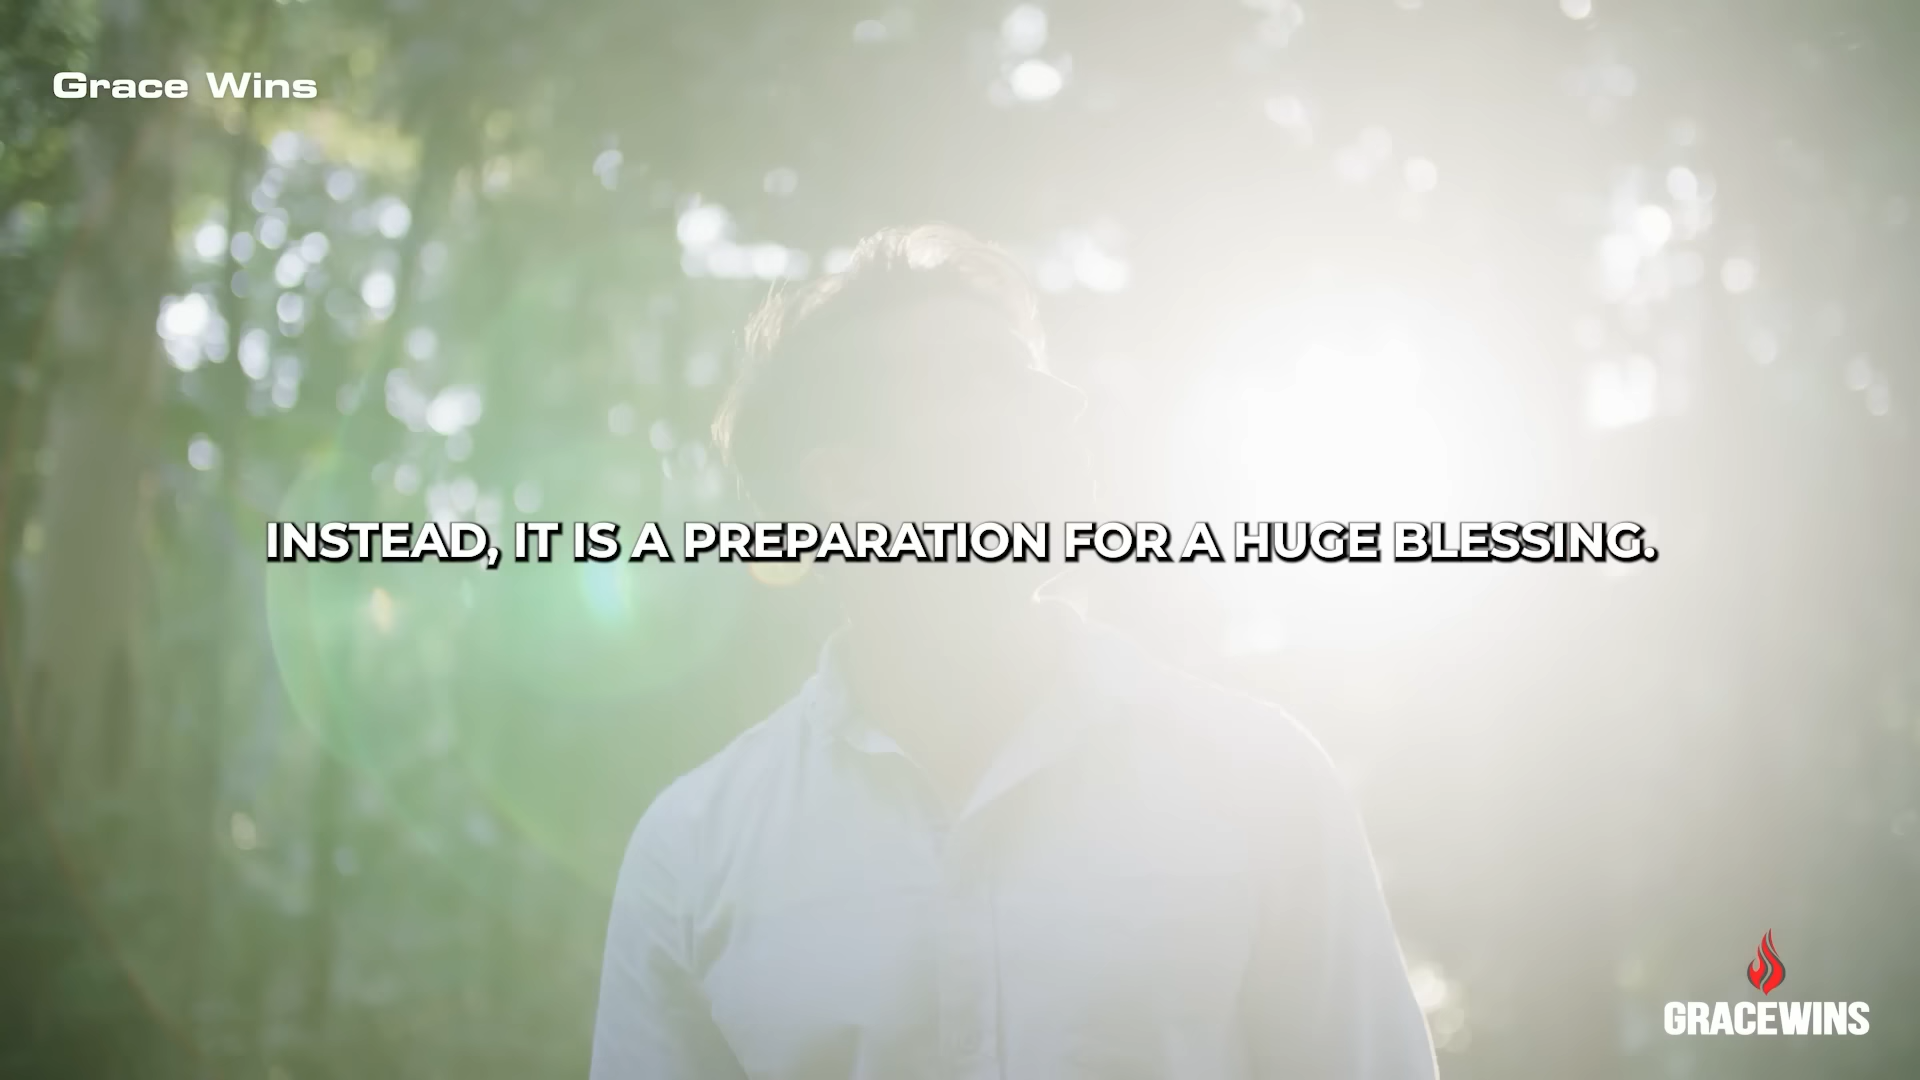 Grace Wins
INSTEAD, IT IS A PREPARATION FOR A HUGE BLESSING.
GRACEWINS